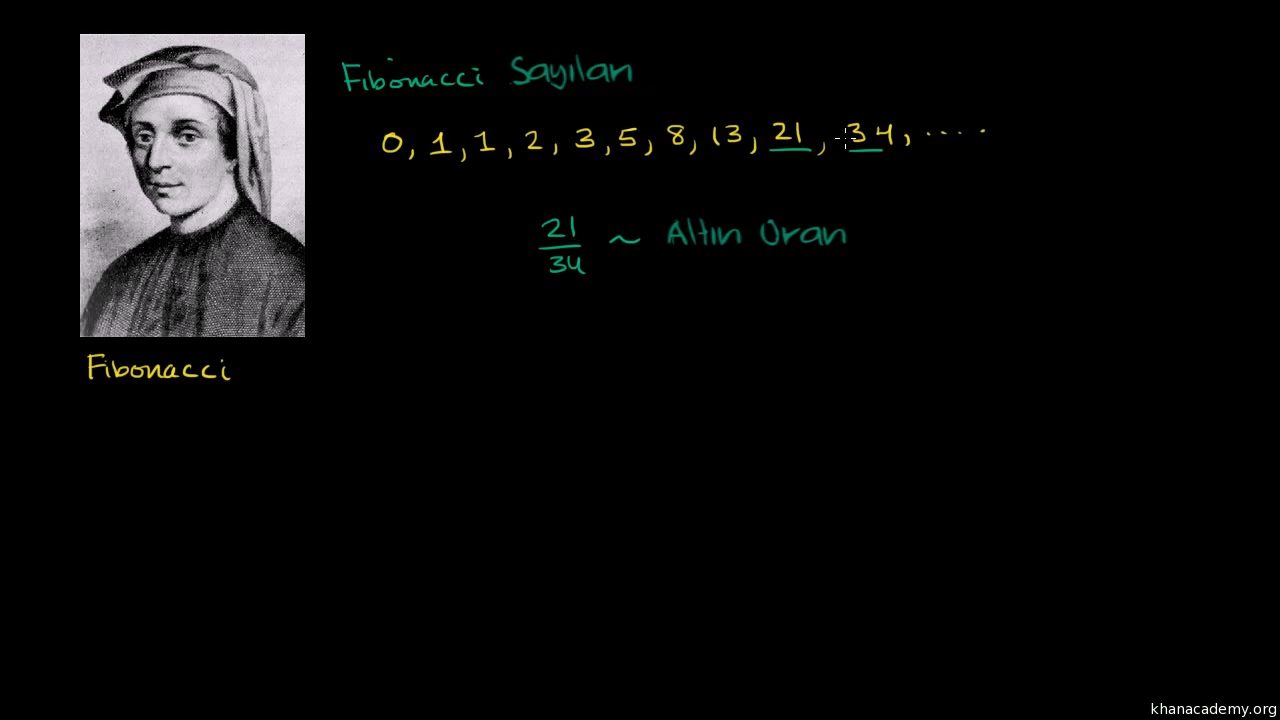 Fibonacci Sayıları
0, 1, 1, 2, 3, 5, 8, 13, 21, 34, ....
21
34
~ Altın Oran
Fibonacci
khanacademy.org